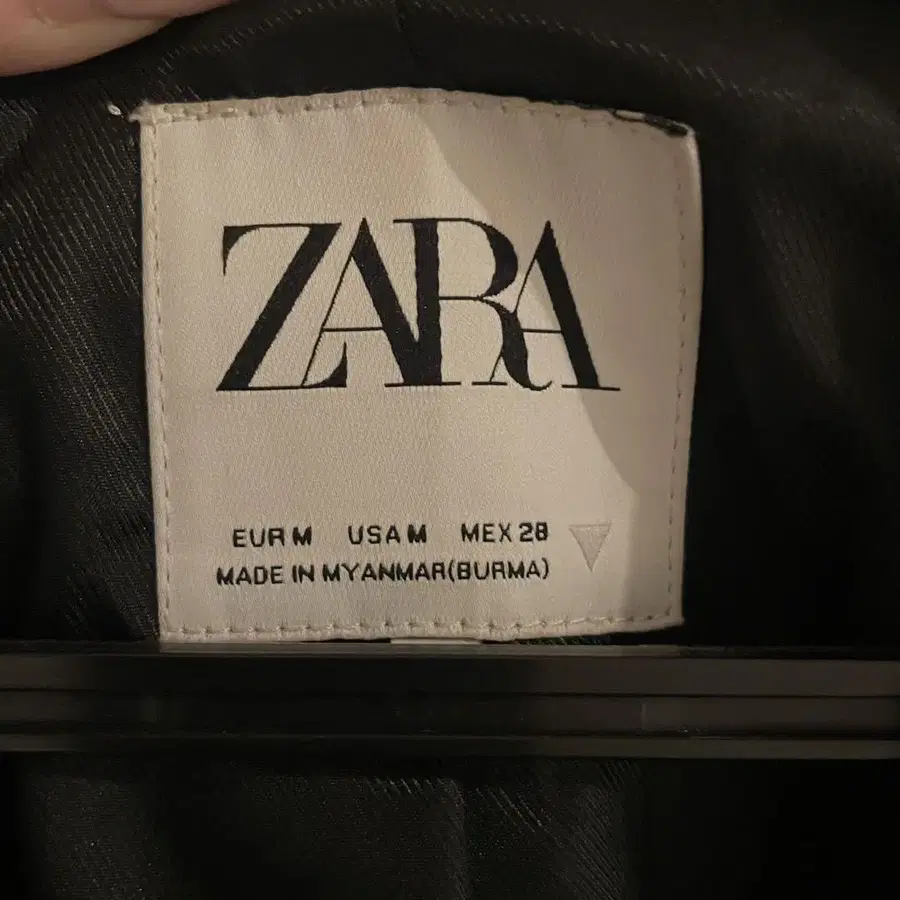 ZARA
EUR M USA M MEX 28
MADE IN MYANMAR(BURMA)